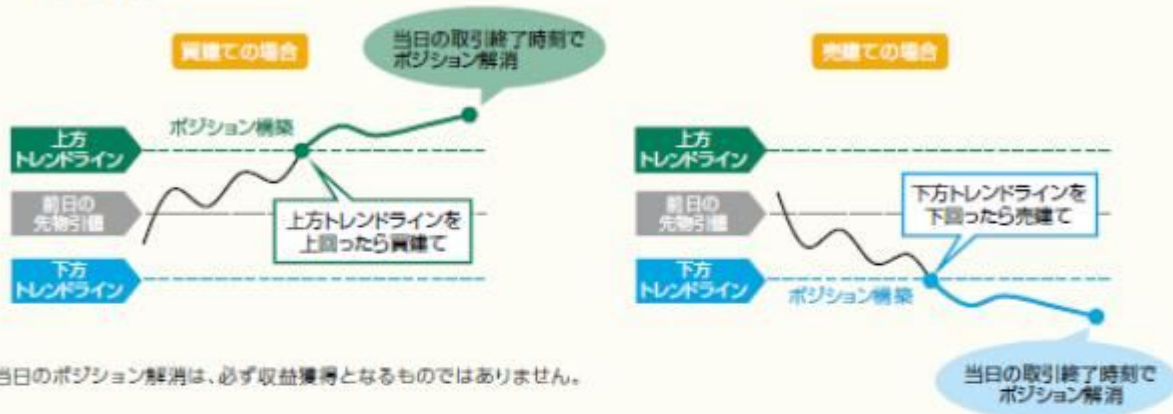 買建ての場合
当日の取引終了時刻で
ポジション解消
上方
トレンドライン
ポジション構築
前日の
先物引値
上方トレンドラインを
上回ったら買建て
下方
トレンドライン
売建ての場合
上方
トレンドライン
前日の
先物引値
下方トレンドラインを
下回ったら売建て
下方
トレンドライン
ポジション構築
当日の取引終了時刻で
ポジション解消
当日のポジション解消は、必ず収益獲得となるものではありません。